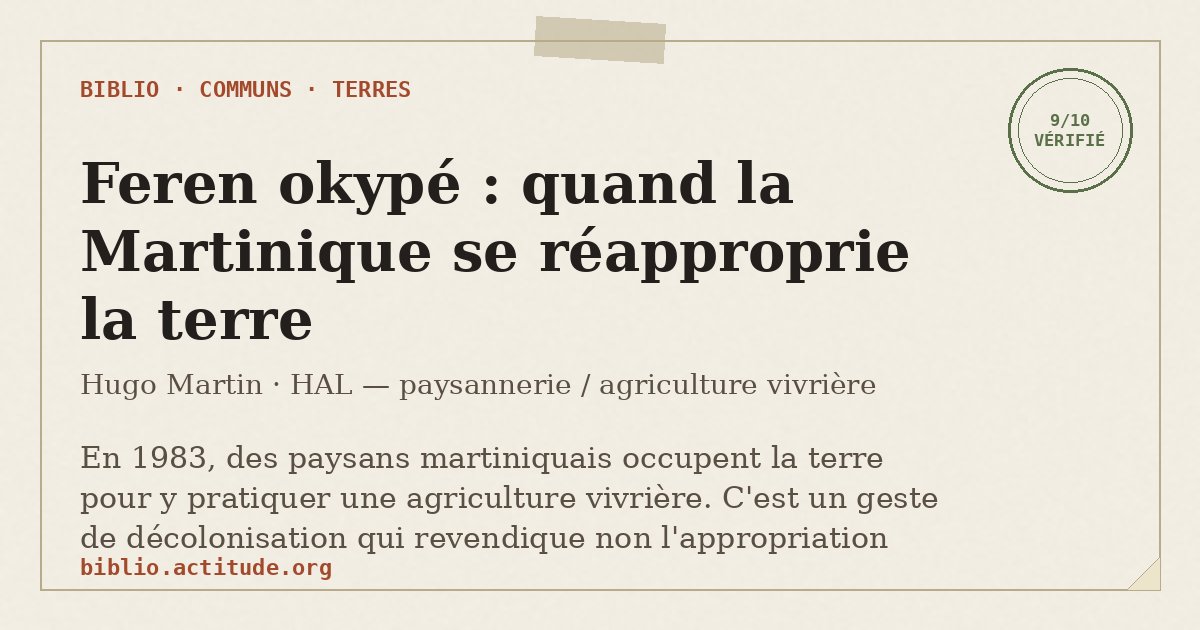 BIBLIO · COMMUNS · TERRES
9/10
VÉRIFIÉ
Feren okypé : quand la
Martinique se réapproprie
la terre
Hugo Martin · HAL — paysannerie / agriculture vivrière
En 1983, des paysans martiniquais occupent la terre
pour y pratiquer une agriculture vivrière. C'est un geste
de décolonisation qui revendique non l'appropriation
biblio.actitude.org